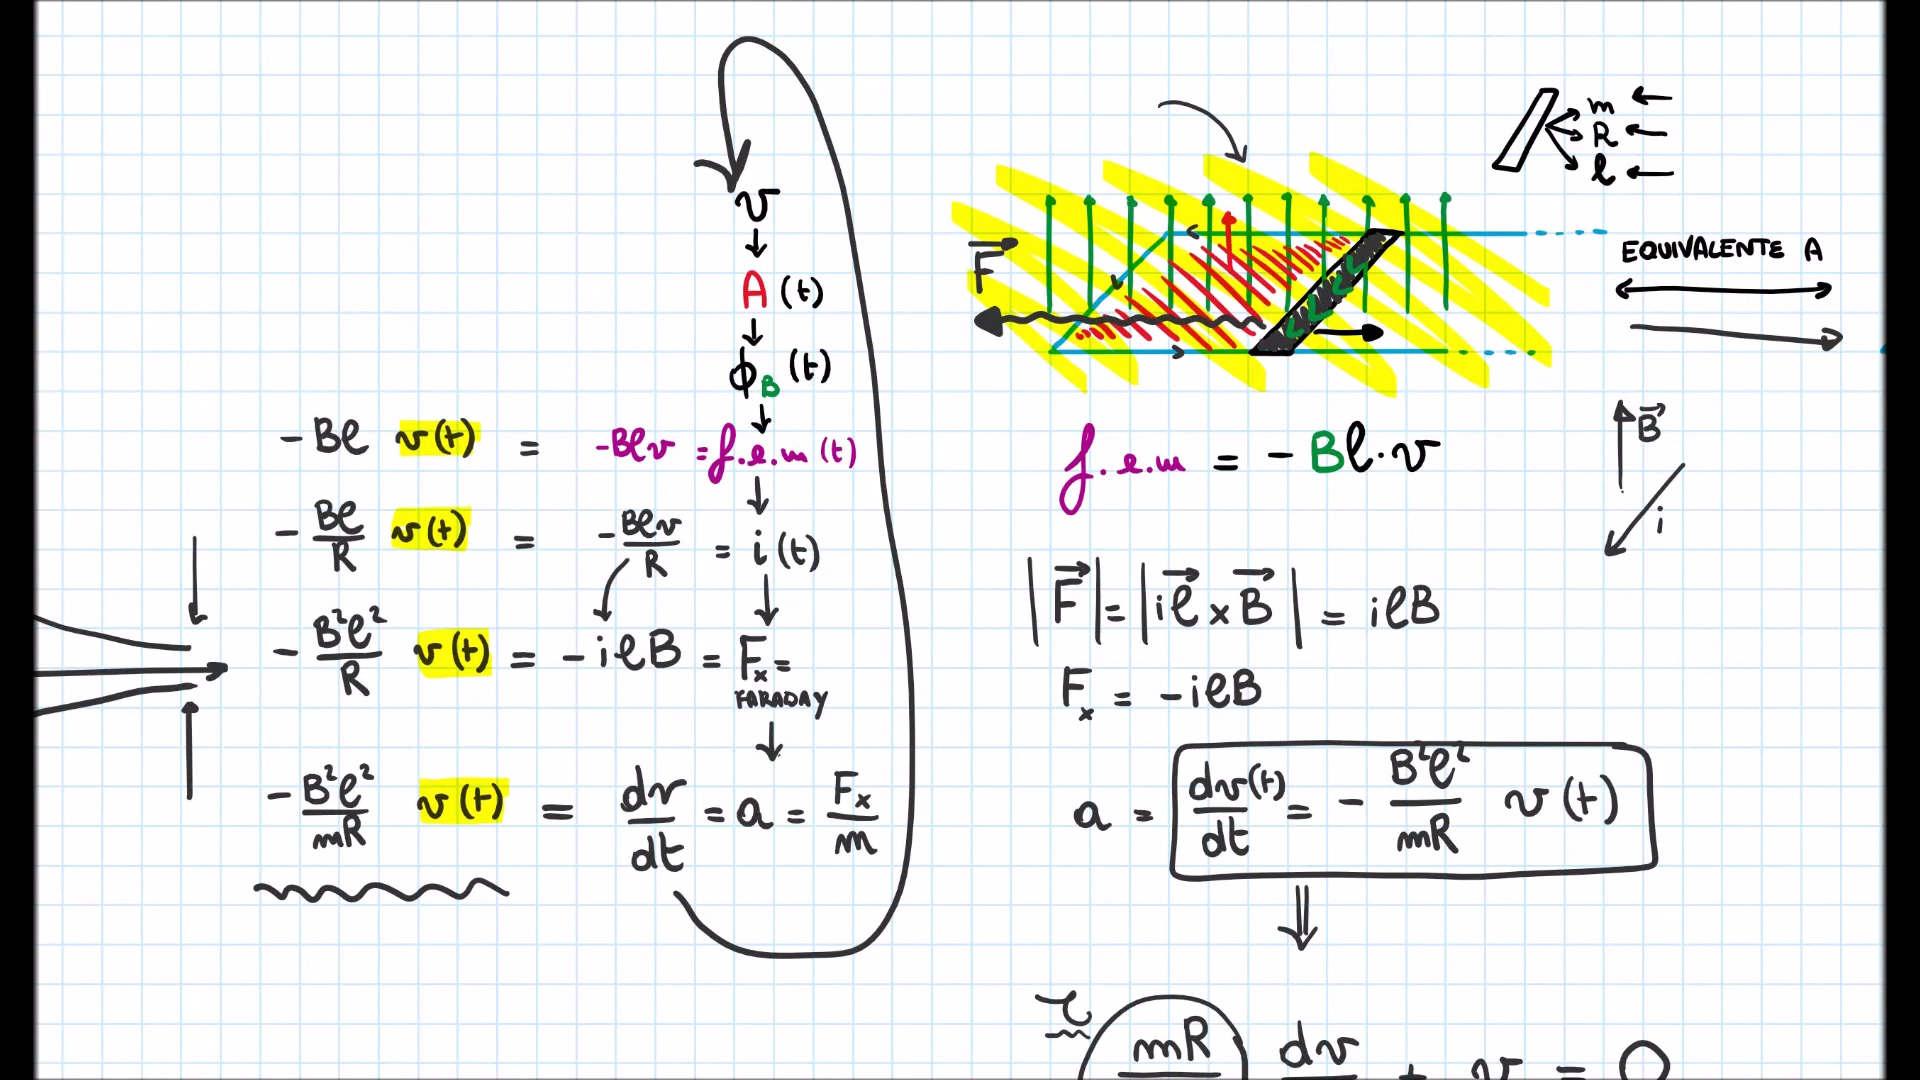 v
A (t)
ϕB (t)
-Bℓ v(t) = -Bℓv = f.e.m (t)
-Bℓ/R v(t) = -Bℓv/R = i(t)
-B²ℓ²/R v(t) = -iℓB = Fx =
FARADAY
-B²ℓ²/mR v(t) = dv/dt = a = Fx/m
m
R
ℓ
F⃗
EQUIVALENTE A
f.e.m = -Bℓ·v
B⃗
i
|F⃗| = |iℓ⃗ × B⃗| = iℓB
Fx = -iℓB
a = dv(t)/dt = - B²ℓ²/mR v(t)
τ
mR dv + v = 0